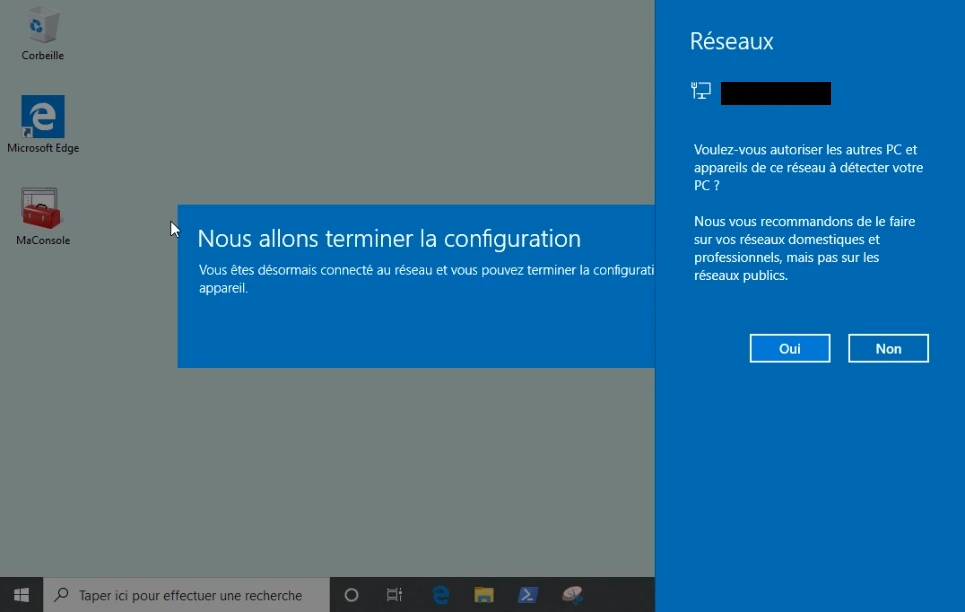 Corbeille
Microsoft Edge
MaConsole
Nous allons terminer la configuration
Vous êtes désormais connecté au réseau et vous pouvez terminer la configurati
appareil.
Réseaux
Voulez-vous autoriser les autres PC et
appareils de ce réseau à détecter votre
PC ?
Nous vous recommandons de le faire
sur vos réseaux domestiques et
professionnels, mais pas sur les
réseaux publics.
Oui
Non
Taper ici pour effectuer une recherche